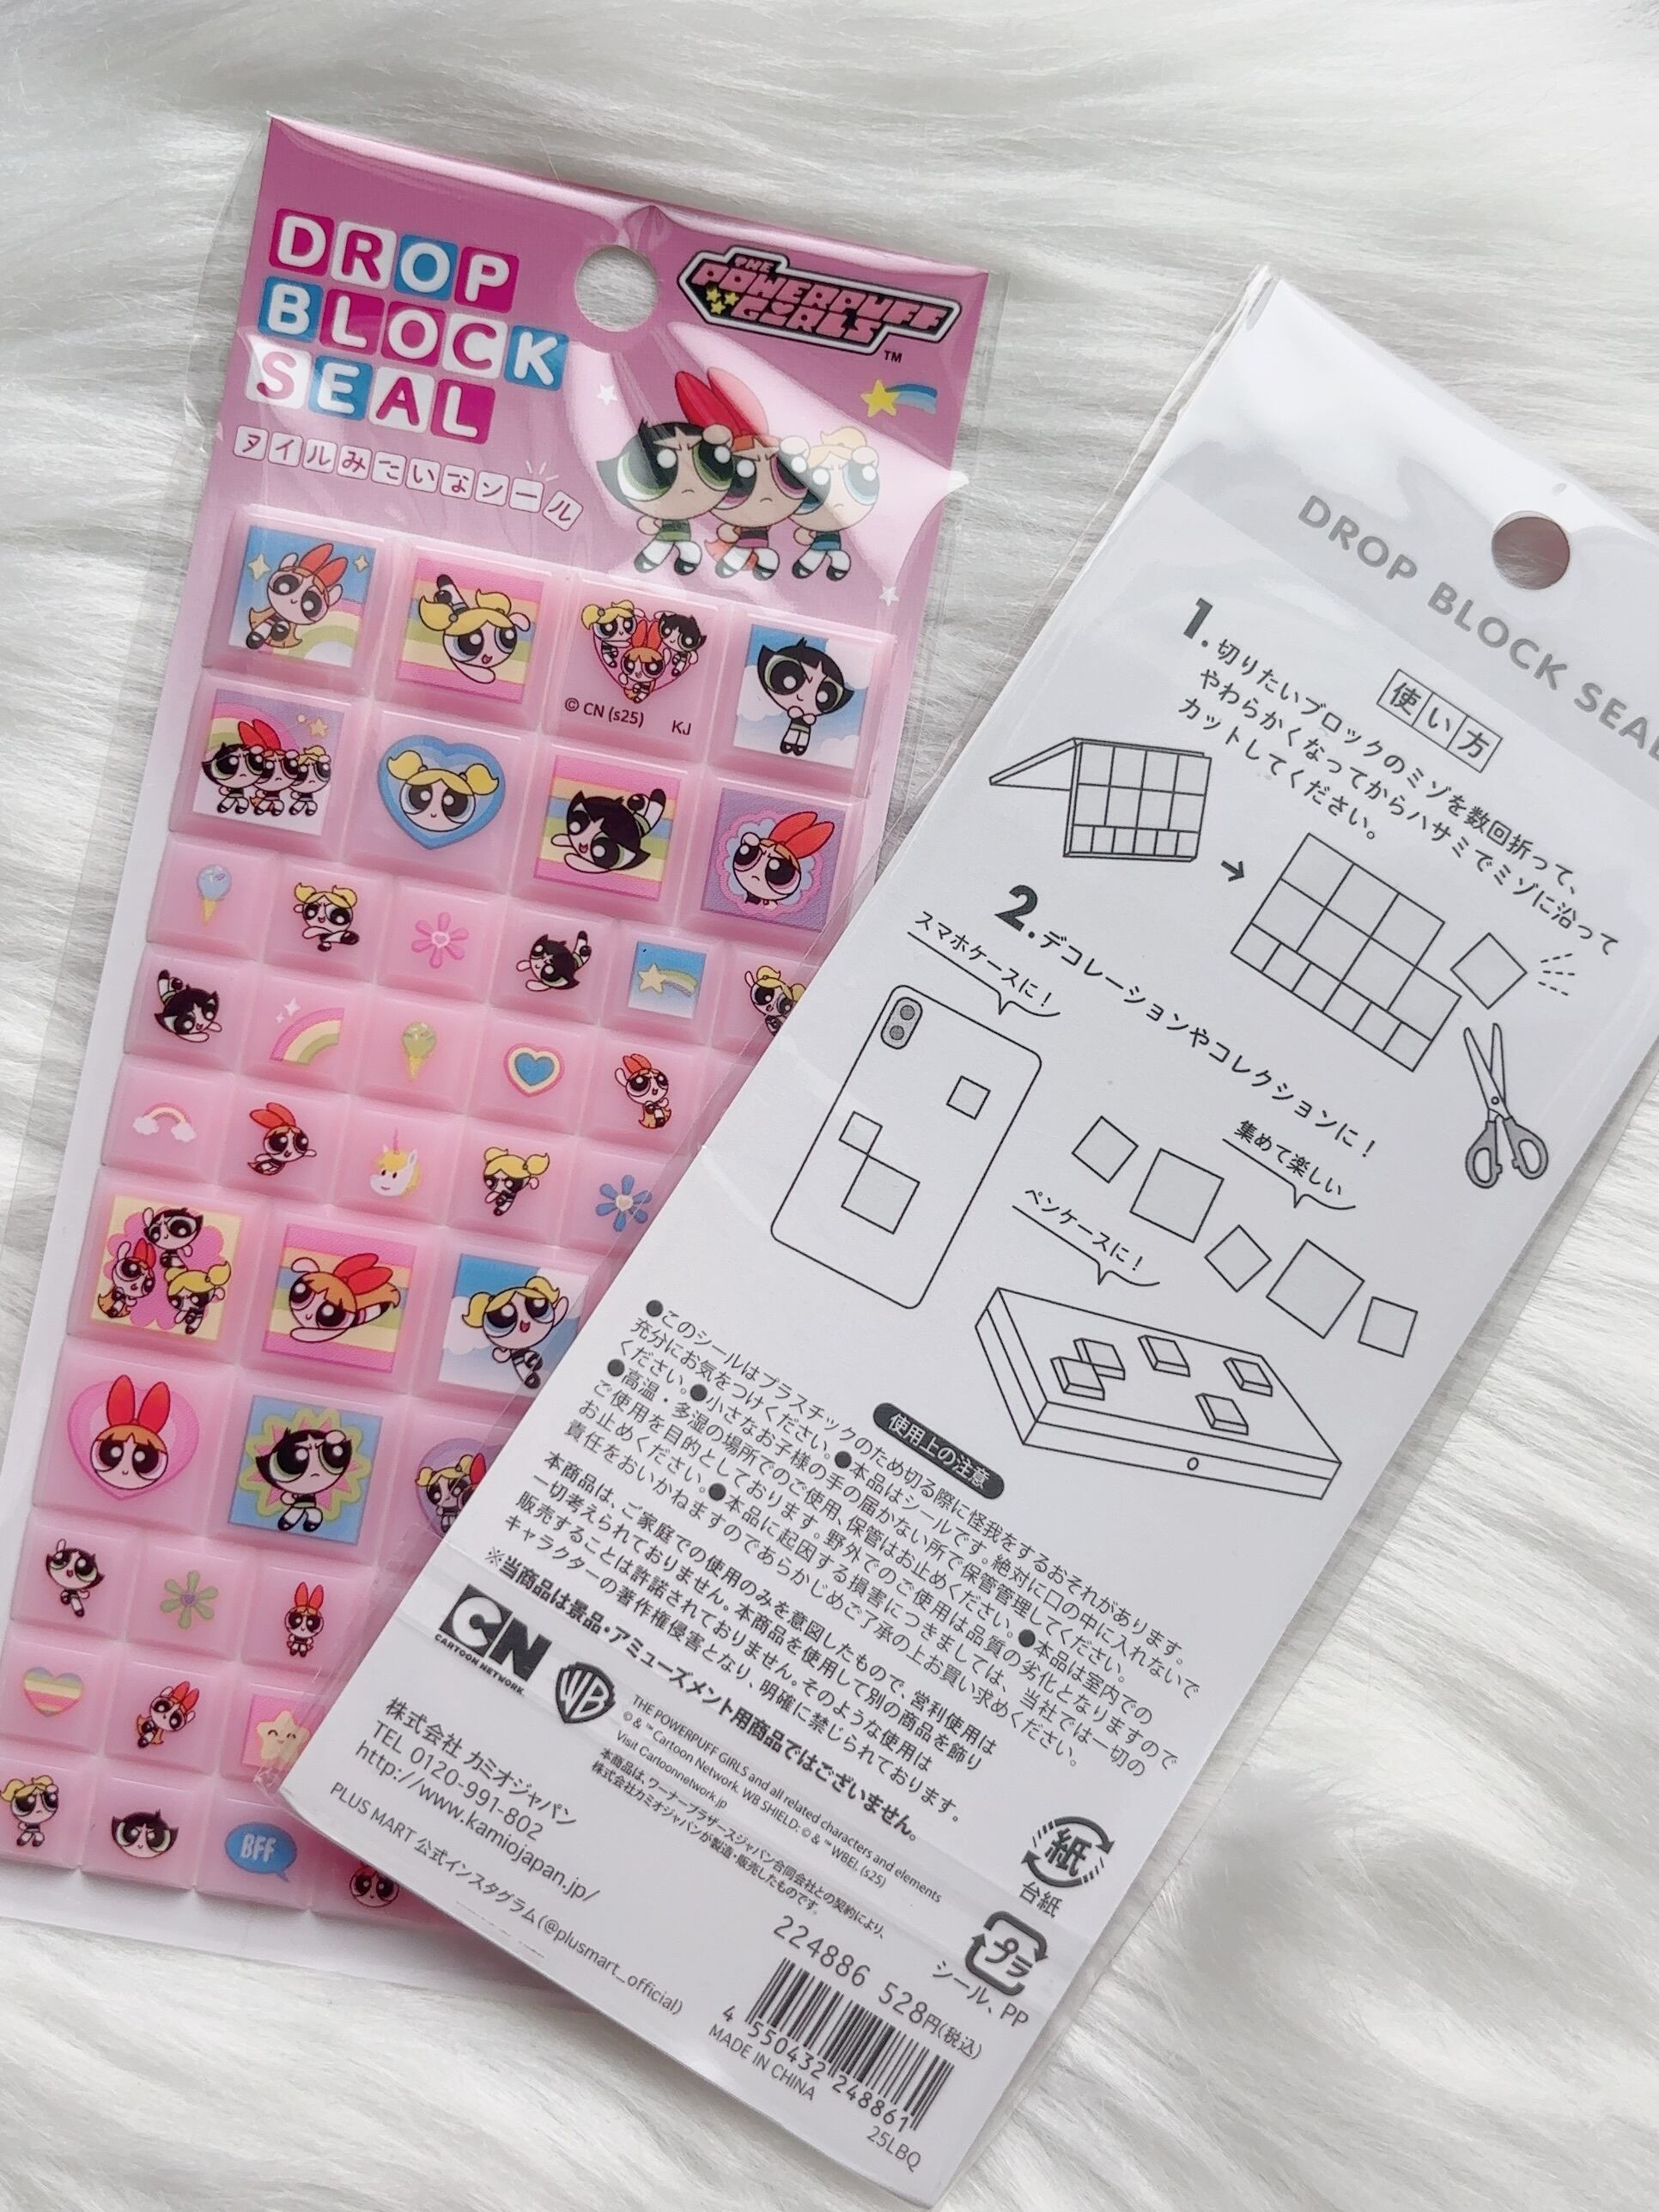 DROP
BLOCK
SEAL
タイルみたいなシール
THE
POWERPUFF
GIRLS
TM
© CN (s25) KJ
BFF
DROP BLOCK SEAL
使い方
1. 切りたいブロックのミゾを数回折って、
やわらかくなってからハサミでミゾに沿って
カットしてください。
2. デコレーションやコレクションに！
スマホケースに！
集めて楽しい
ペンケースに！
使用上の注意
●このシールはプラスチックのため切る際に怪我をするおそれがあります。
充分にお気をつけください。●本品はシールです。絶対に口の中に入れないで
ください。●小さなお子様の手の届かない所で保管管理してください。
●高温・多湿の場所でのご使用、保管はお止めください。●本品は室内での
ご使用を目的としております。野外でのご使用は品質の劣化となりますので
お止めください。●本品に起因する損害につきましては、当社では一切の
責任をおいかねますのであらかじめご了承の上お買い求めください。
本商品は、ご家庭での使用のみを意図したもので、営利使用は
一切考えられておりません。本商品を使用して別の商品を飾り
販売することは許諾されておりません。そのような使用は
キャラクターの著作権侵害となり、明確に禁じられております。
※当商品は景品・アミューズメント用商品ではございません。
CN
CARTOON NETWORK
WB
THE POWERPUFF GIRLS and all related characters and elements
© & ™ Cartoon Network. WB SHIELD: © & ™ WBEI. (s25)
Visit Cartoonnetwork.jp
本商品は、ワーナーブラザースジャパン合同会社との契約により、
株式会社カミオジャパンが製造・販売したものです。
株式会社 カミオジャパン
TEL 0120-991-802
http://www.kamiojapan.jp/
PLUS MART 公式インスタグラム(@plusmart_official)
紙
台紙
プラ
シール、PP
224886 528円(税込)
4 550432 248861
MADE IN CHINA
25LBQ